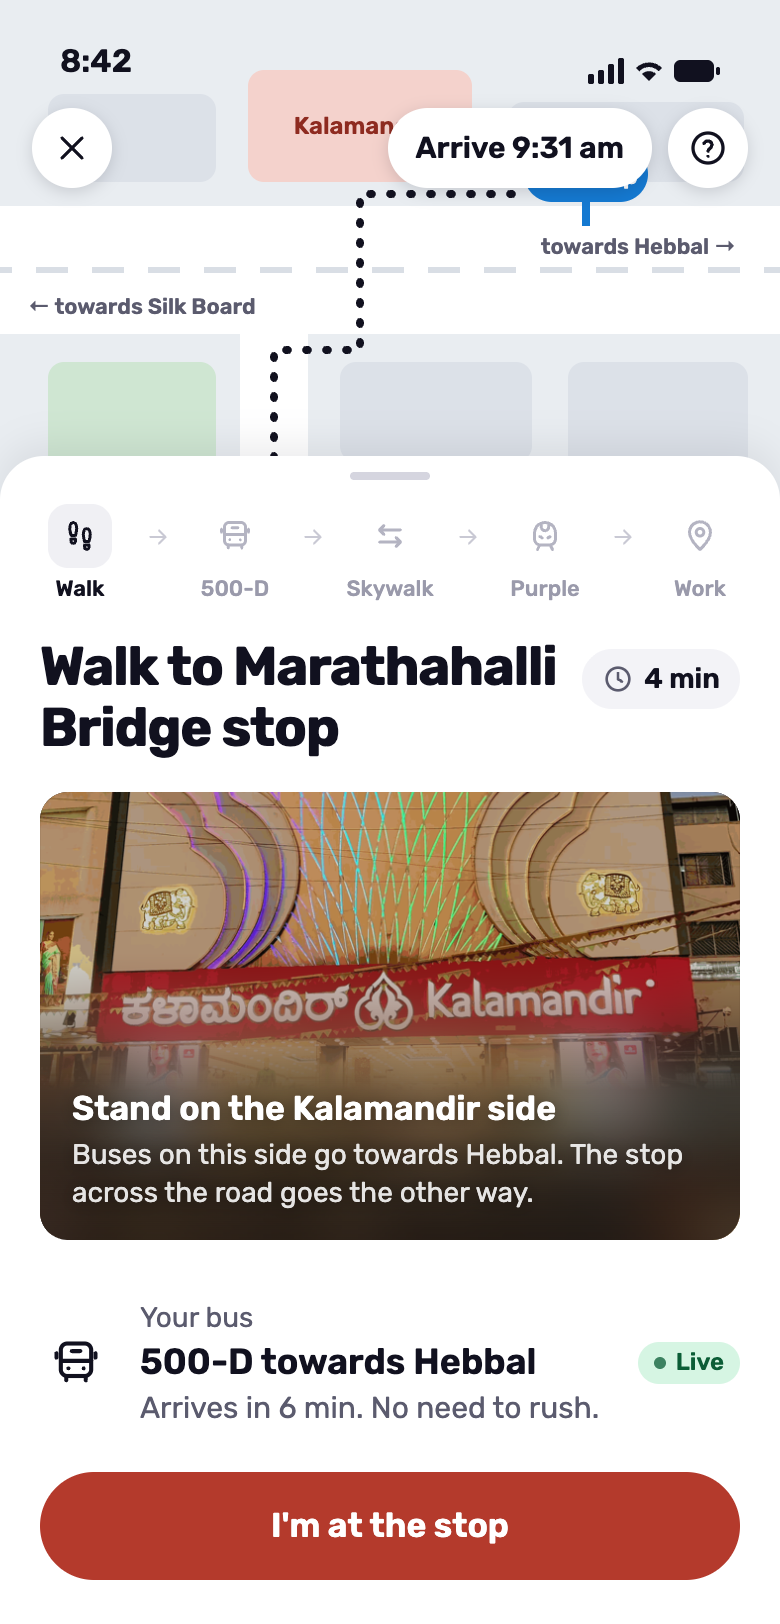 8:42
Kalaman
Arrive 9:31 am
towards Hebbal →
← towards Silk Board
Walk
500-D
Skywalk
Purple
Work
Walk to Marathahalli
Bridge stop
4 min
ಕಳಾಮಂದಿರ್ Kalamandir
Stand on the Kalamandir side
Buses on this side go towards Hebbal. The stop
across the road goes the other way.
Your bus
500-D towards Hebbal
Live
Arrives in 6 min. No need to rush.
I'm at the stop